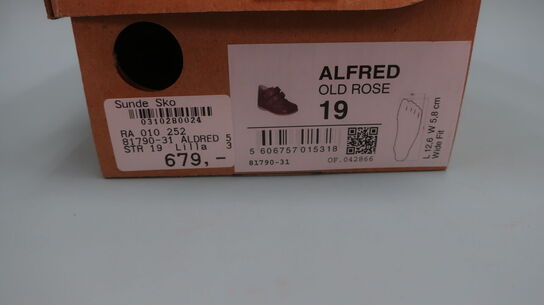 Sunde Sko
0310280024
RA 010 252
81790-31 ALDRED 5
STR 19 Lilla 3
679,-
ALFRED
OLD ROSE
19
5 606757 015318
81790-31
OF.042866
L 12,6 W 5,8 cm
Wide Fit